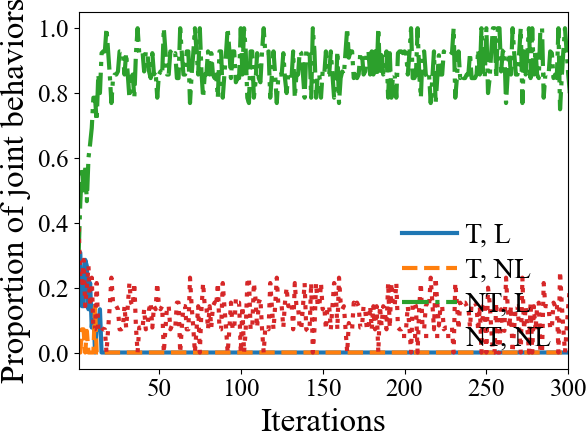 Proportion of joint behaviors
1.0
0.8
0.6
0.4
0.2
0.0
T, L
T, NL
NT, L
NT, NL
50 100 150 200 250 300
Iterations